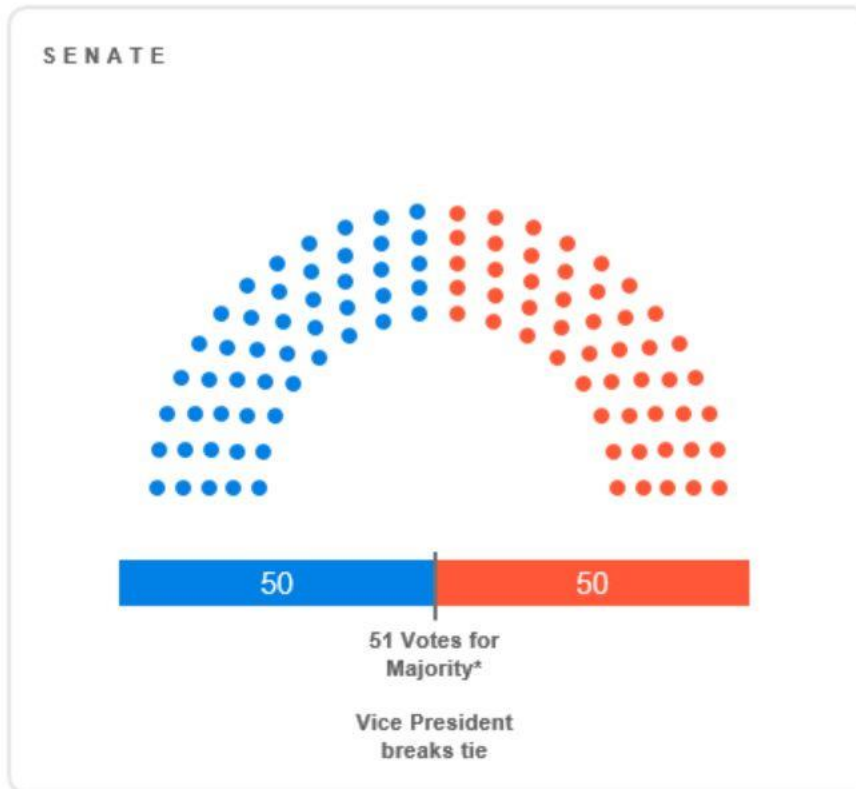 SENATE
50 50
51 Votes for
Majority*
Vice President
breaks tie